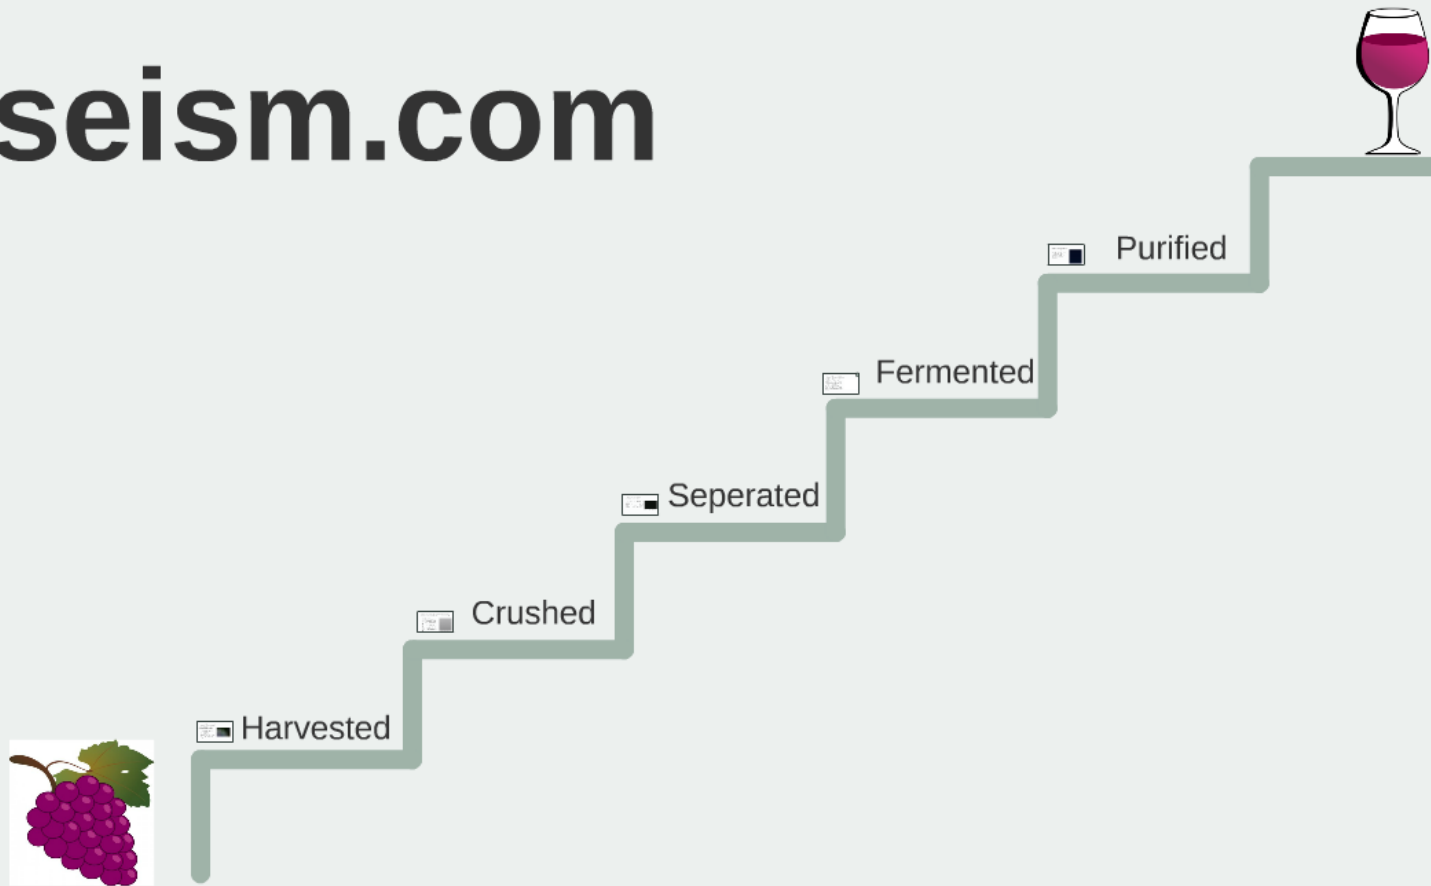 seism.com
Purified
Fermented
Seperated
Crushed
Harvested